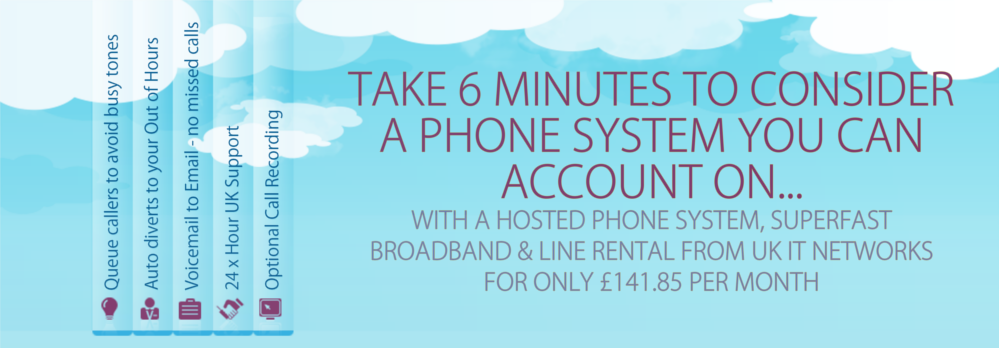 Queue callers to avoid busy tones
Auto diverts to your Out of Hours
Voicemail to Email - no missed calls
24 x Hour UK Support
Optional Call Recording
TAKE 6 MINUTES TO CONSIDER
A PHONE SYSTEM YOU CAN
ACCOUNT ON...
WITH A HOSTED PHONE SYSTEM, SUPERFAST
BROADBAND & LINE RENTAL FROM UK IT NETWORKS
FOR ONLY £141.85 PER MONTH